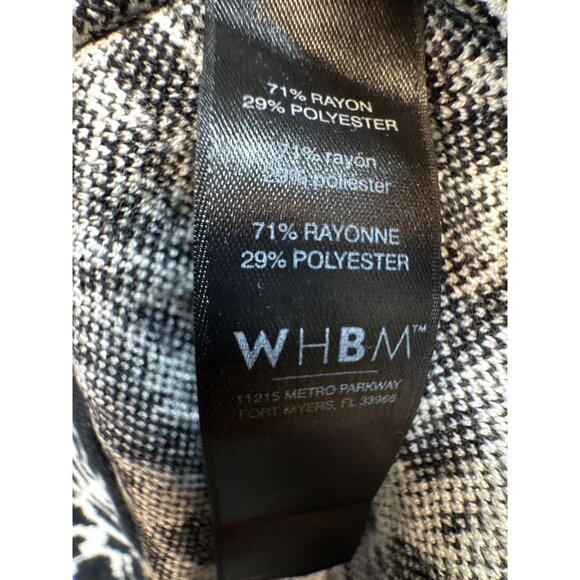 71% RAYON
29% POLYESTER
71% rayón
29% poliester
71% RAYONNE
29% POLYESTER
WHBM™
11215 METRO PARKWAY
FORT MYERS, FL 33966